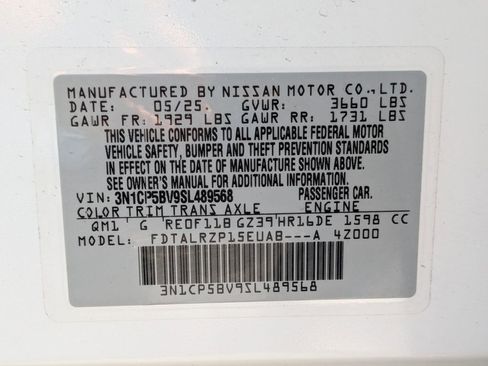 MANUFACTURED BY NISSAN MOTOR CO.,LTD.
DATE: 05/25. GVWR: 3660 LBS
GAWR FR: 1929 LBS GAWR RR: 1731 LBS
THIS VEHICLE CONFORMS TO ALL APPLICABLE FEDERAL MOTOR
VEHICLE SAFETY, BUMPER AND THEFT PREVENTION STANDARDS
IN EFFECT ON THE DATE OF MANUFACTURE SHOWN ABOVE.
SEE OWNER'S MANUAL FOR ADDITIONAL INFORMATION.
VIN: 3N1CP5BV9SL489568 PASSENGER CAR.
COLOR TRIM TRANS AXLE ENGINE
QM1 G RE0F11B GZ39 HR16DE 1598 CC
MODEL: FDTALRZP15EUAB---A 4Z000
3N1CP5BV9SL489568